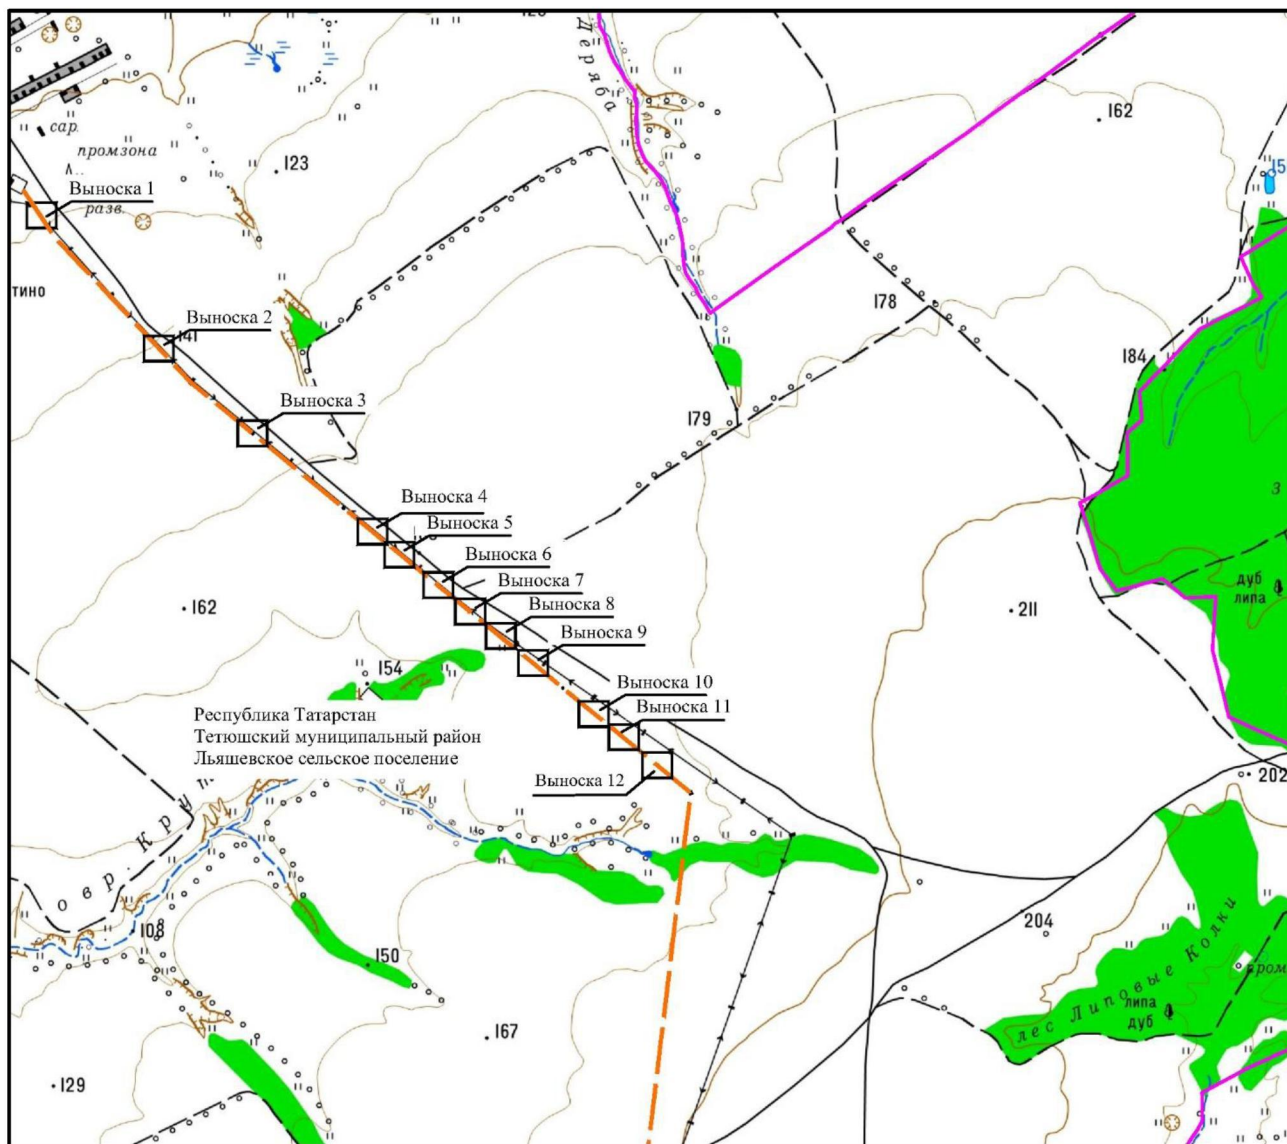 Деряба
162
сар.
промзона
123
Выноска 1
разв.
тино
178
Выноска 2
141
184
Выноска 3
179
З
Выноска 4
Выноска 5
Выноска 6
Выноска 7
дуб
липа
162
Выноска 8
211
Выноска 9
154
Выноска 10
Выноска 11
Республика Татарстан
Тетюшский муниципальный район
Льяшевское сельское поселение
Выноска 12
202
овр. Кру
108
204
150
лес Липовые Колки
пром
липа
дуб
167
129